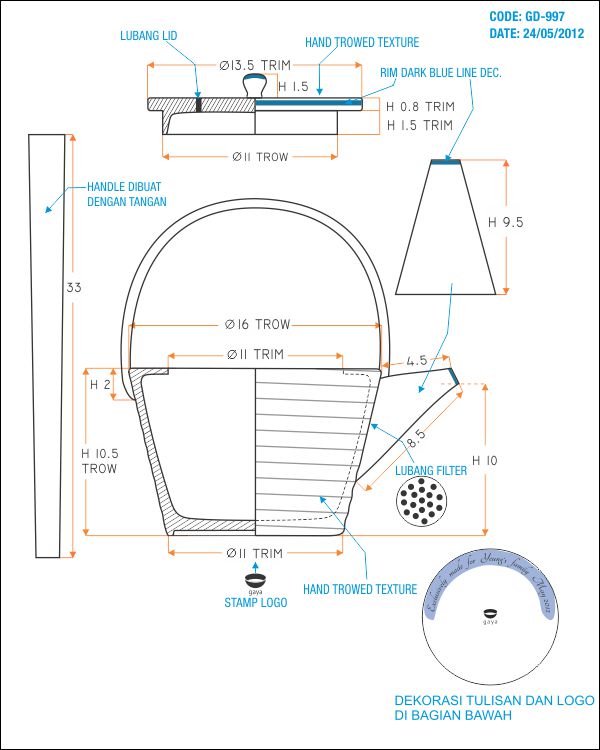 CODE: GD-997
DATE: 24/05/2012
LUBANG LID
HAND TROWED TEXTURE
Ø13.5 TRIM
RIM DARK BLUE LINE DEC.
H 1.5
H 0.8 TRIM
H 1.5 TRIM
Ø11 TROW
HANDLE DIBUAT
DENGAN TANGAN
H 9.5
33
Ø16 TROW
Ø11 TRIM
4.5
H 2
H 10.5
TROW
8.5
H 10
LUBANG FILTER
Ø11 TRIM
HAND TROWED TEXTURE
gaya
STAMP LOGO
Exclusively made for Young's family May 2012
gaya
DEKORASI TULISAN DAN LOGO
DI BAGIAN BAWAH